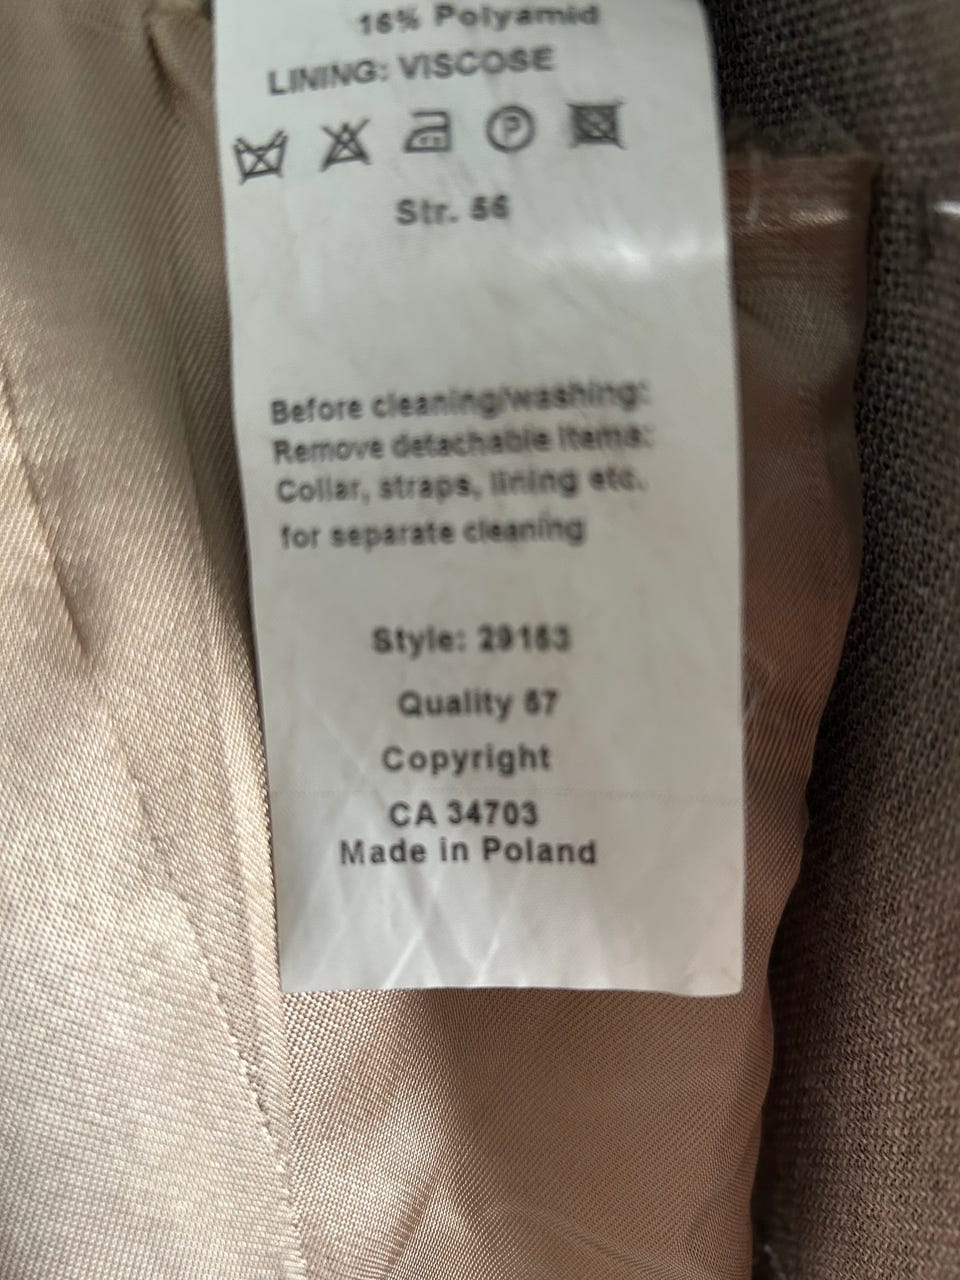 16% Polyamid
LINING: VISCOSE
P
Str. 56
Before cleaning/washing:
Remove detachable items:
Collar, straps, lining etc.
for separate cleaning
Style: 29163
Quality 57
Copyright
CA 34703
Made in Poland